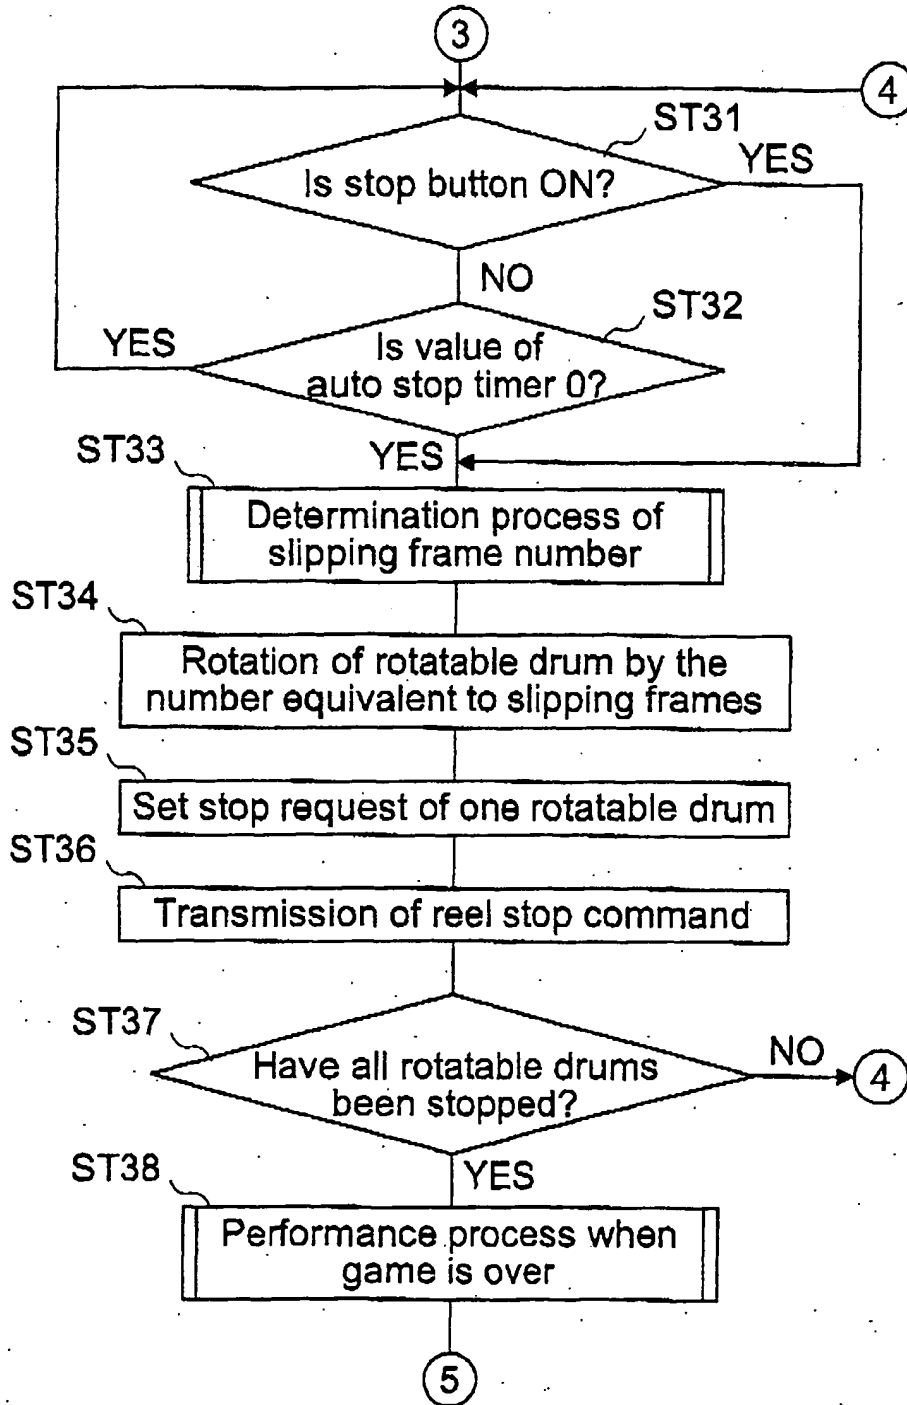 3
4
ST31
YES
Is stop button ON?
NO
ST32
YES
Is value of
auto stop timer 0?
ST33
YES
Determination process of
slipping frame number
ST34
Rotation of rotatable drum by the
number equivalent to slipping frames
ST35
Set stop request of one rotatable drum
ST36
Transmission of reel stop command
ST37
NO
Have all rotatable drums
been stopped?
4
ST38
YES
Performance process when
game is over
5